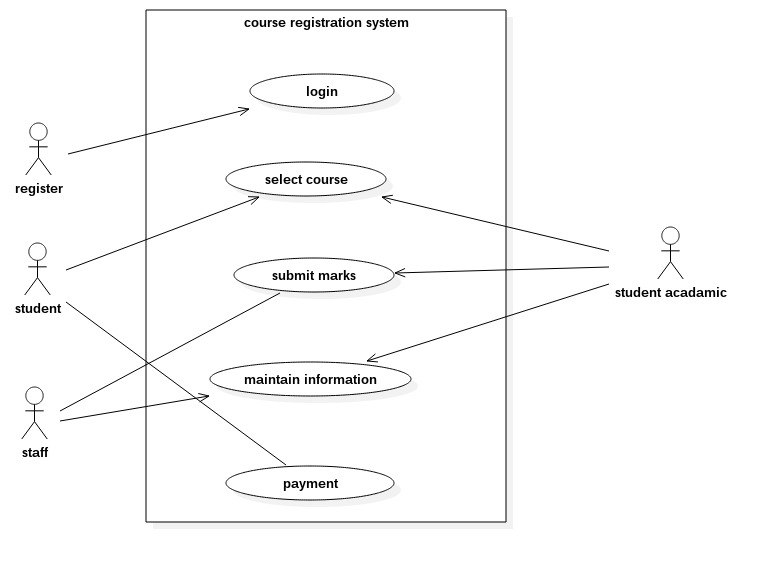 course registration system
login
register
select course
student
submit marks
student acadamic
maintain information
staff
payment